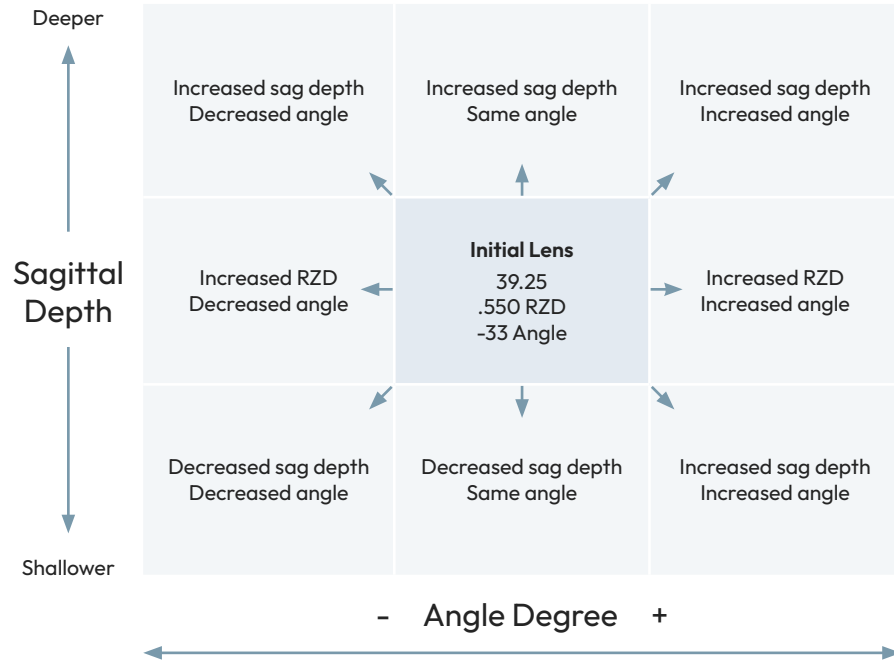 Deeper
Increased sag depth
Decreased angle
Increased sag depth
Same angle
Increased sag depth
Increased angle
Sagittal
Depth
Increased RZD
Decreased angle
Initial Lens
39.25
.550 RZD
-33 Angle
Increased RZD
Increased angle
Decreased sag depth
Decreased angle
Decreased sag depth
Same angle
Increased sag depth
Increased angle
Shallower
- Angle Degree +